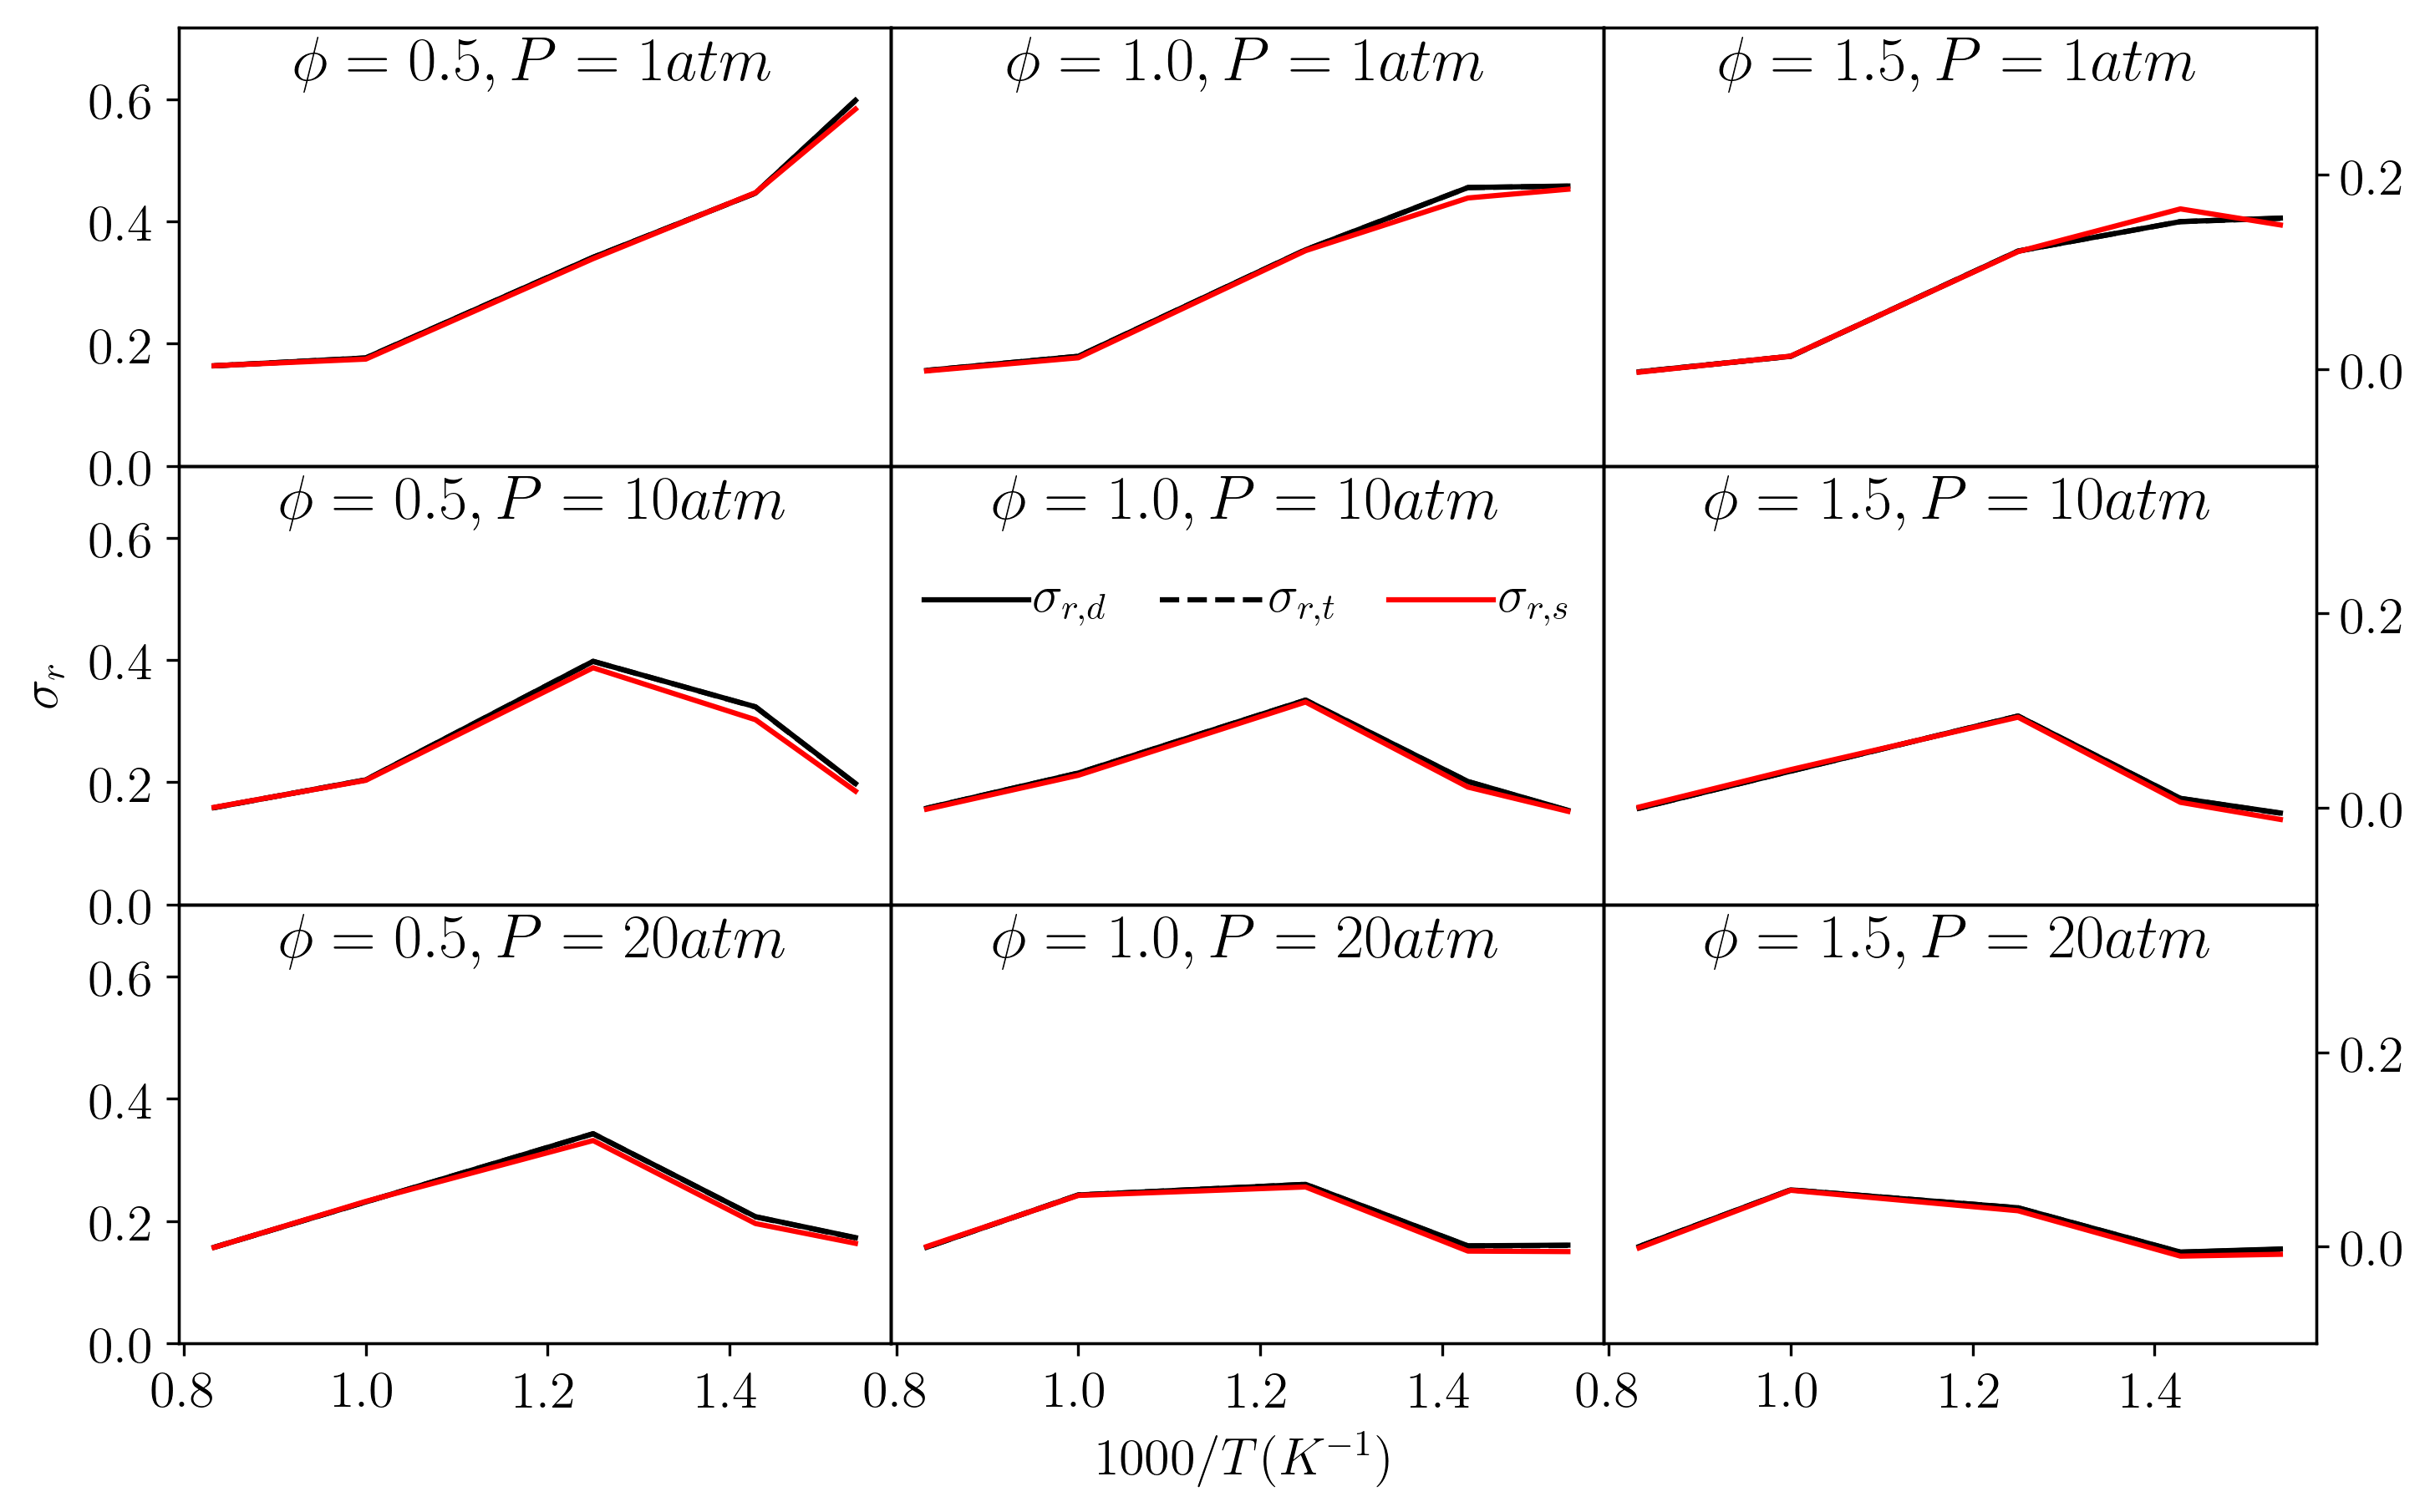 ϕ = 0.5, P = 1atm
ϕ = 1.0, P = 1atm
ϕ = 1.5, P = 1atm
0.6
0.4
0.2
0.0
0.2
0.0
ϕ = 0.5, P = 10atm
ϕ = 1.0, P = 10atm
ϕ = 1.5, P = 10atm
0.6
0.4
0.2
0.0
σ_{r,d}
σ_{r,t}
σ_{r,s}
0.2
0.0
σ_r
ϕ = 0.5, P = 20atm
ϕ = 1.0, P = 20atm
ϕ = 1.5, P = 20atm
0.6
0.4
0.2
0.0
0.2
0.0
0.8 1.0 1.2 1.4
0.8 1.0 1.2 1.4
0.8 1.0 1.2 1.4
1000/T(K^{−1})